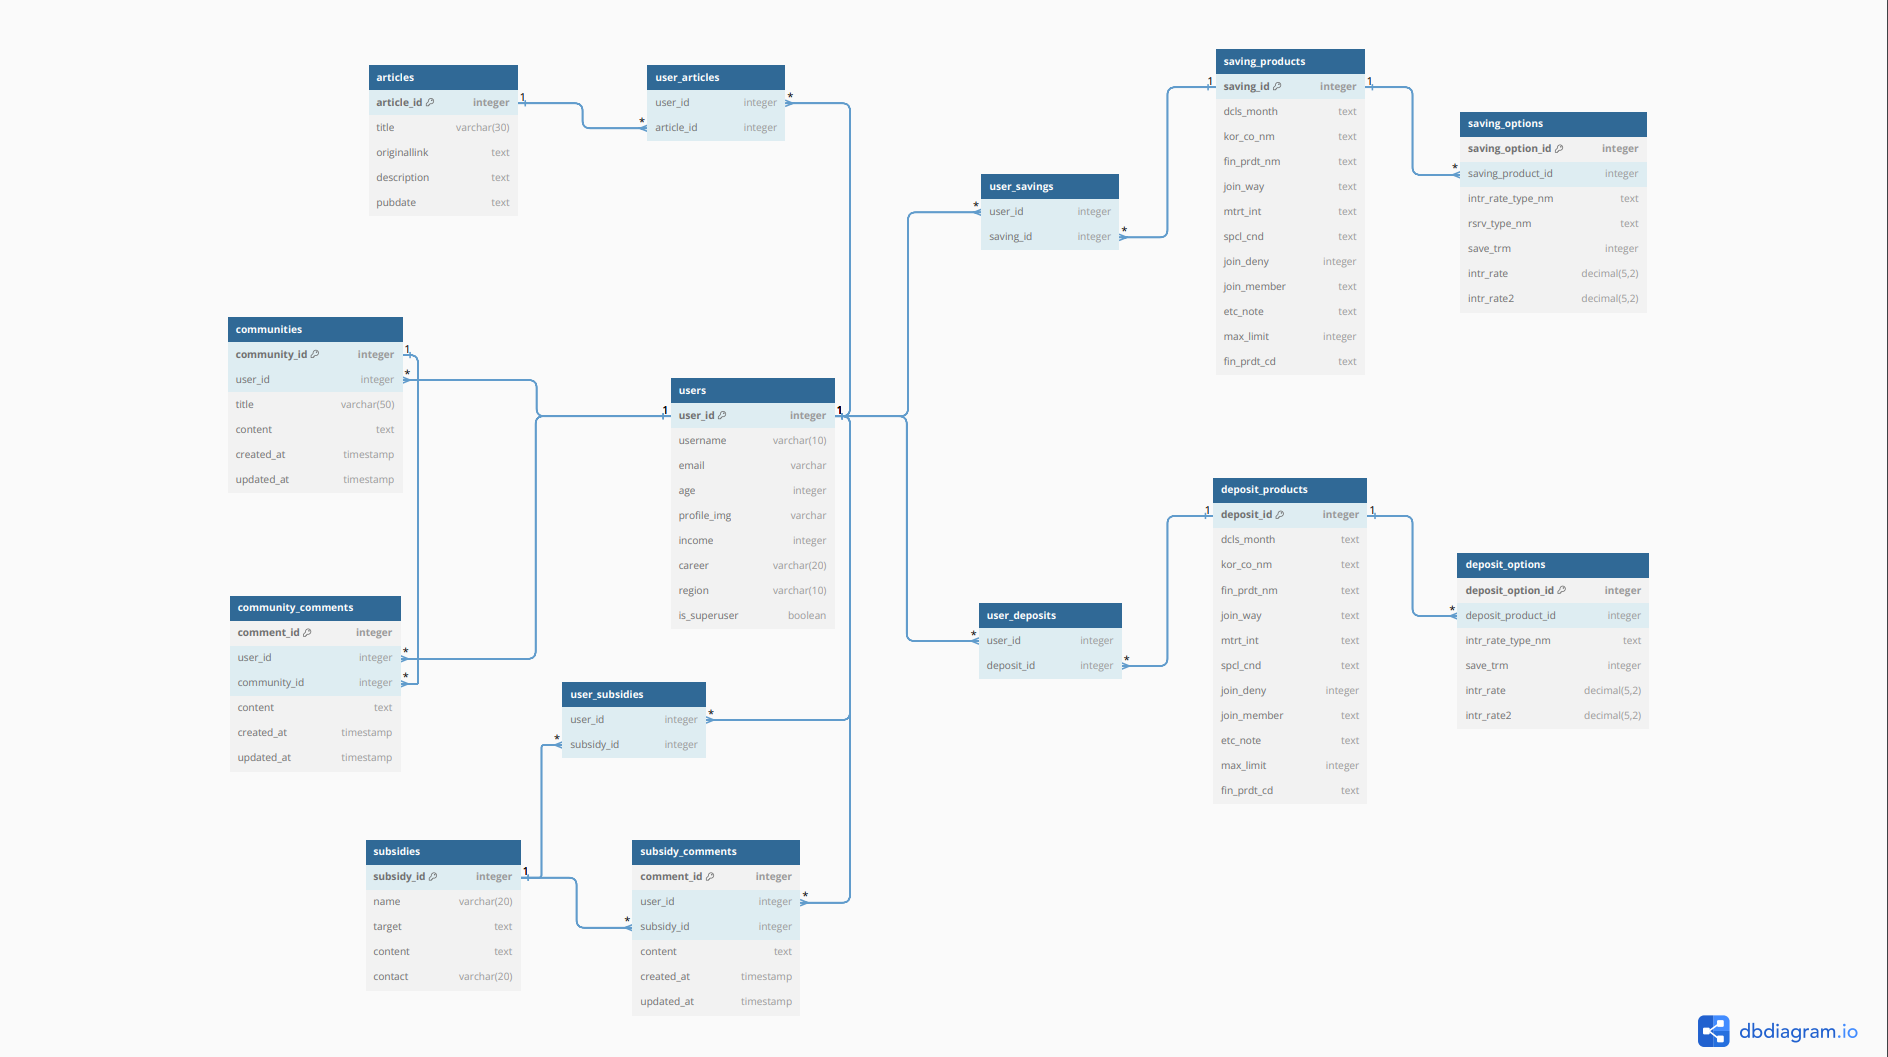 articles
article_id integer
title varchar(30)
originallink text
description text
pubdate text
1
*
user_articles
user_id integer
article_id integer
*
saving_products
saving_id integer
dcls_month text
kor_co_nm text
fin_prdt_nm text
join_way text
mtrt_int text
spcl_cnd text
join_deny integer
join_member text
etc_note text
max_limit integer
fin_prdt_cd text
1
1
saving_options
saving_option_id integer
saving_product_id integer
intr_rate_type_nm text
rsrv_type_nm text
save_trm integer
intr_rate decimal(5,2)
intr_rate2 decimal(5,2)
*
user_savings
user_id integer
saving_id integer
*
*
communities
community_id integer
user_id integer
title varchar(50)
content text
created_at timestamp
updated_at timestamp
1
*
users
user_id integer
username varchar(10)
email varchar
age integer
profile_img varchar
income integer
career varchar(20)
region varchar(10)
is_superuser boolean
1
1
deposit_products
deposit_id integer
dcls_month text
kor_co_nm text
fin_prdt_nm text
join_way text
mtrt_int text
spcl_cnd text
join_deny integer
join_member text
etc_note text
max_limit integer
fin_prdt_cd text
1
1
deposit_options
deposit_option_id integer
deposit_product_id integer
intr_rate_type_nm text
save_trm integer
intr_rate decimal(5,2)
intr_rate2 decimal(5,2)
*
community_comments
comment_id integer
user_id integer
community_id integer
content text
created_at timestamp
updated_at timestamp
*
*
user_deposits
user_id integer
deposit_id integer
*
*
user_subsidies
user_id integer
subsidy_id integer
*
*
subsidies
subsidy_id integer
name varchar(20)
target text
content text
contact varchar(20)
1
subsidy_comments
comment_id integer
user_id integer
subsidy_id integer
content text
created_at timestamp
updated_at timestamp
*
*
dbdiagram.io